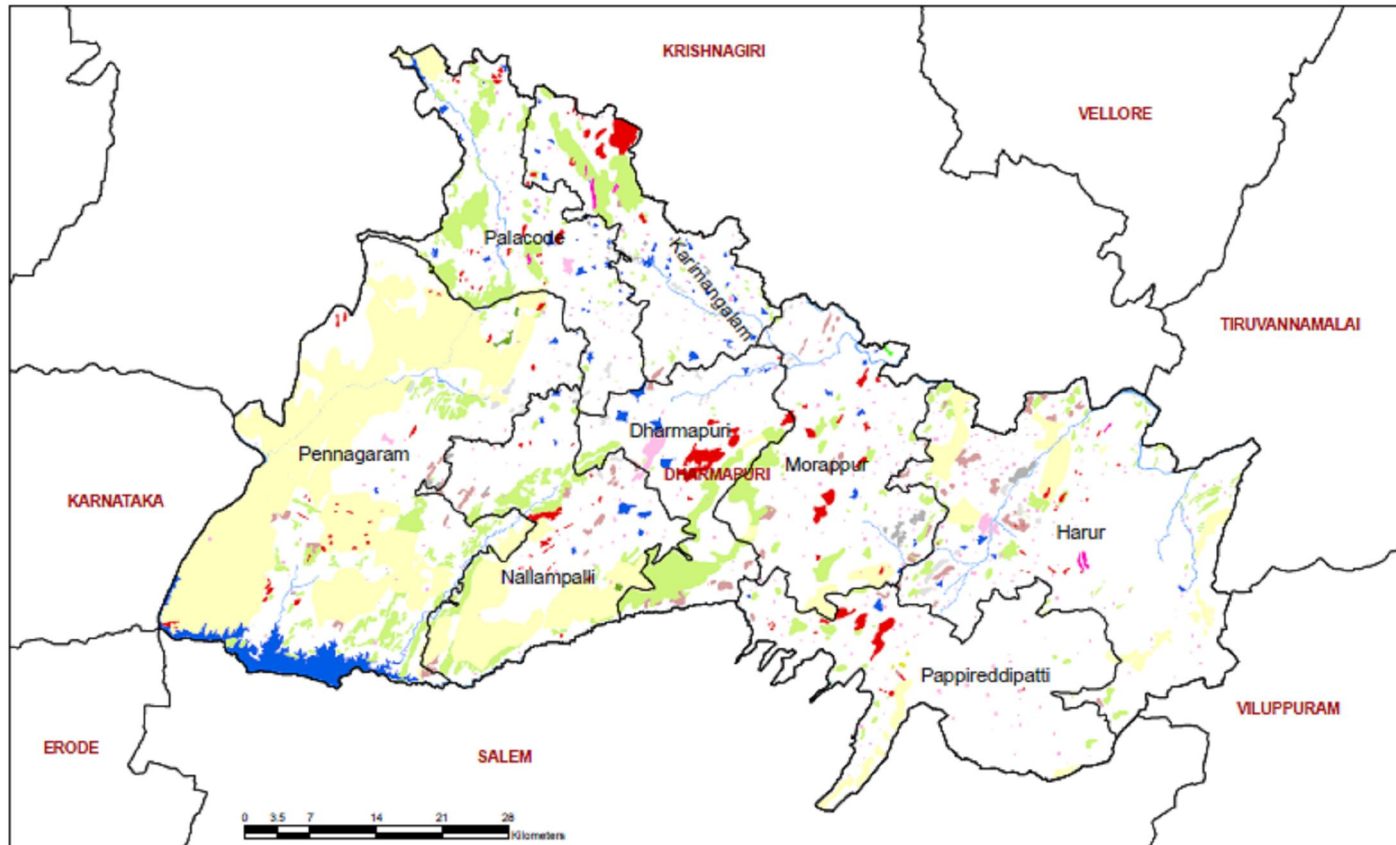 KRISHNAGIRI
VELLORE
Palacode
Karimangalam
TIRUVANNAMALAI
Dharmapuri
Pennagaram
Morappur
DHARMAPURI
KARNATAKA
Harur
Nallampalli
Pappireddipatti
VILUPPURAM
ERODE
SALEM
0 3.5 7 14 21 28
Kilometers